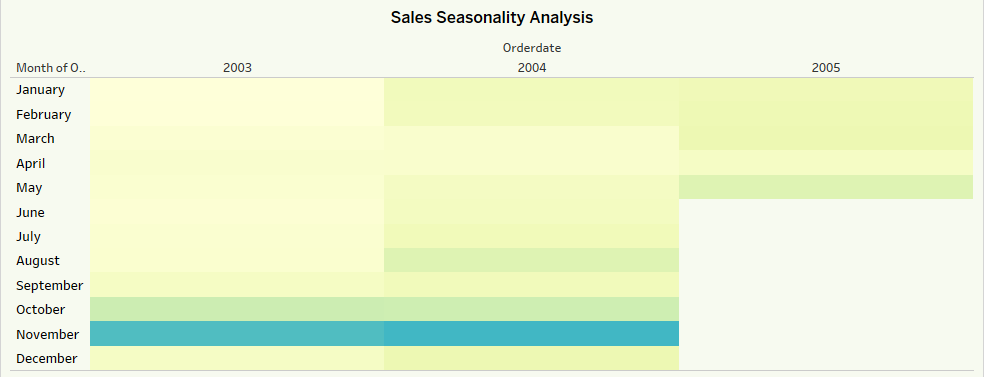 Sales Seasonality Analysis
Orderdate
Month of O.. 2003 2004 2005
January
February
March
April
May
June
July
August
September
October
November
December